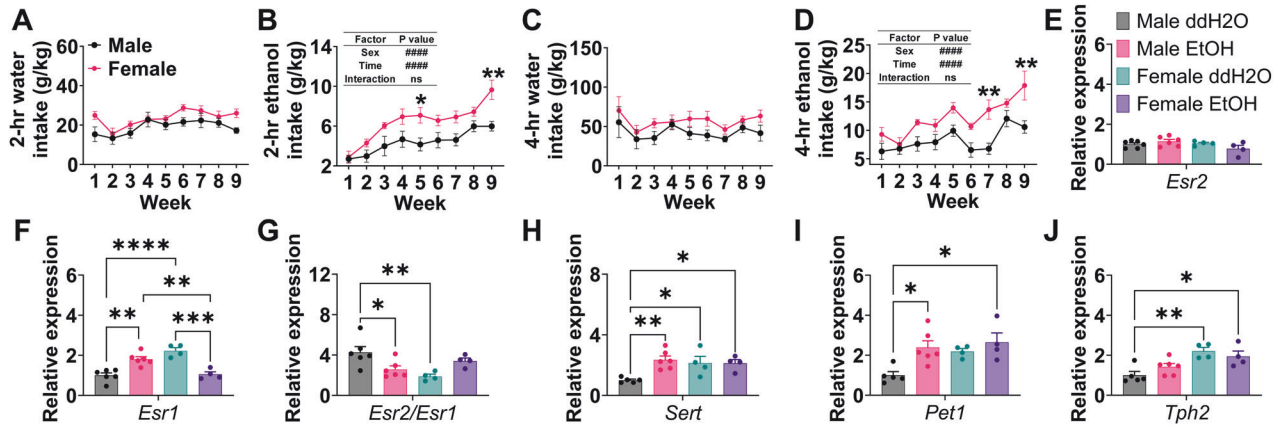 A
2-hr water
intake (g/kg)
60
40
20
0
Male
Female
1 2 3 4 5 6 7 8 9
Week
B
2-hr ethanol
intake (g/kg)
14
10
6
2
Factor P value
Sex ####
Time ####
Interaction ns
*
**
1 2 3 4 5 6 7 8 9
Week
C
4-hr water
intake (g/kg)
150
100
50
0
1 2 3 4 5 6 7 8 9
Week
D
4-hr ethanol
intake (g/kg)
25
20
15
10
5
Factor P value
Sex ####
Time ####
Interaction ns
**
**
1 2 3 4 5 6 7 8 9
Week
E
Relative expression
6
4
2
0
Male ddH2O
Male EtOH
Female ddH2O
Female EtOH
Esr2
F
Relative expression
6
4
2
0
****
**
**
***
Esr1
G
Relative expression
12
8
4
0
**
*
Esr2/Esr1
H
Relative expression
6
4
2
0
*
*
**
Sert
I
Relative expression
6
4
2
0
*
*
Pet1
J
Relative expression
6
4
2
0
*
**
Tph2